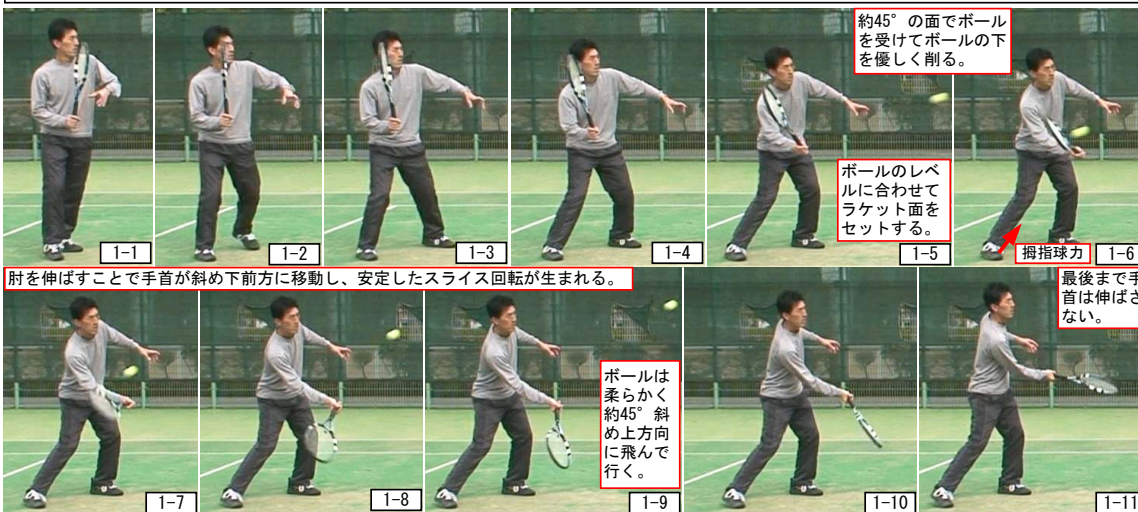 約45°の面でボール
を受けてボールの下
を優しく削る。
ボールのレベ
ルに合わせて
ラケット面を
セットする。
拇指球力
1-1
1-2
1-3
1-4
1-5
1-6
肘を伸ばすことで手首が斜め下前方に移動し、安定したスライス回転が生まれる。
最後まで手
首は伸ばさ
ない。
ボールは
柔らかく
約45°斜
め上方向
に飛んで
行く。
1-7
1-8
1-9
1-10
1-11